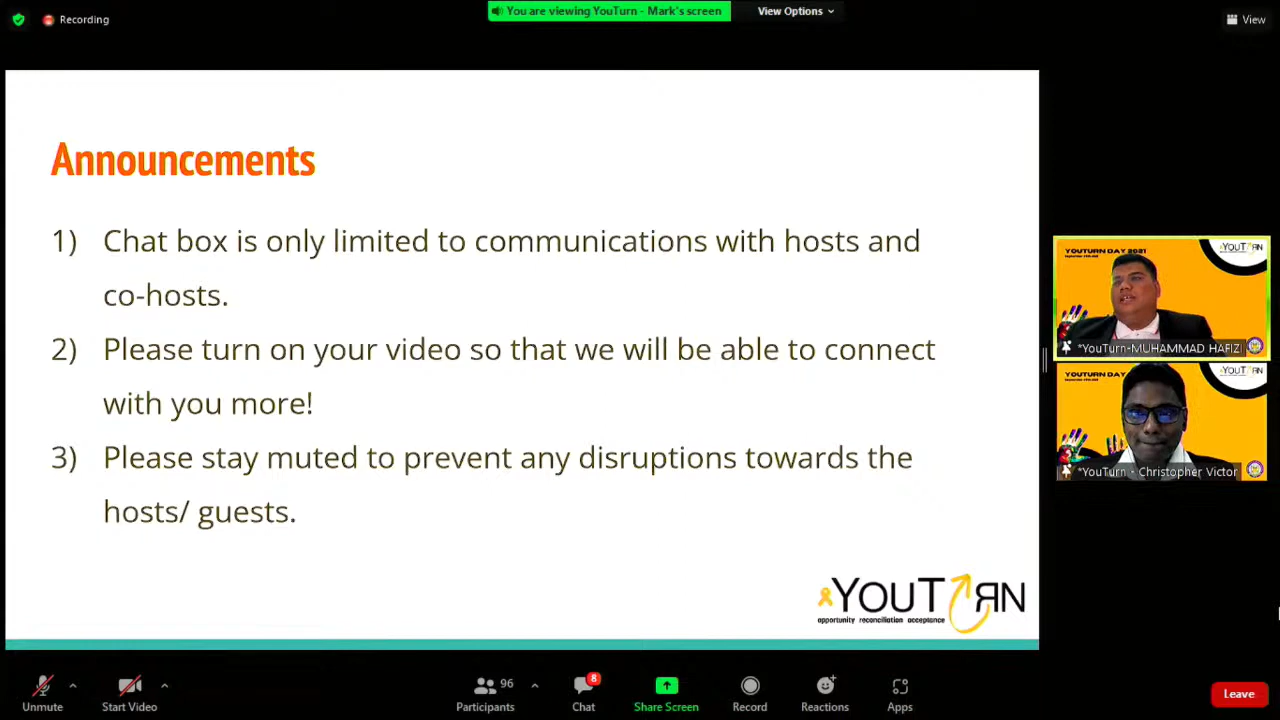 Recording
You are viewing YouTurn - Mark's screen
View Options
View
Announcements
1) Chat box is only limited to communications with hosts and
co-hosts.
2) Please turn on your video so that we will be able to connect
with you more!
3) Please stay muted to prevent any disruptions towards the
hosts/ guests.
YOUTURN
opportunity reconciliation acceptance
YOUTURN DAY 2021
YOUTURN
*YouTurn-MUHAMMAD HAFIZI
YOUTURN DAY
YOUTURN
*YouTurn - Christopher Victor
Unmute
Start Video
96
Participants
8
Chat
Share Screen
Record
Reactions
Apps
Leave